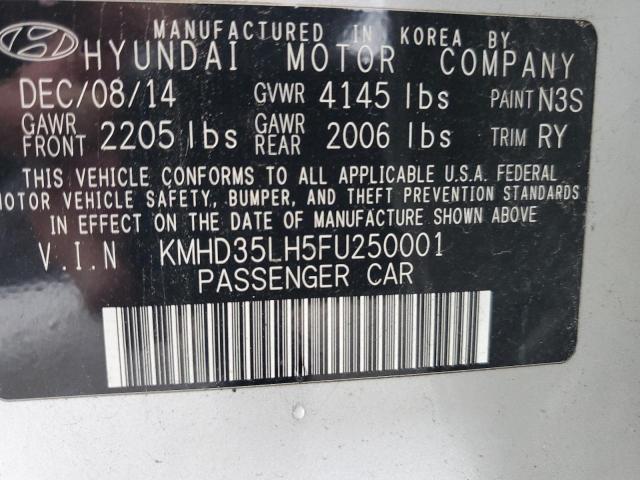 MANUFACTURED IN KOREA BY
HYUNDAI MOTOR COMPANY
DEC/08/14 GVWR 4145 lbs PAINT N3S
GAWR FRONT 2205 lbs GAWR REAR 2006 lbs TRIM RY
THIS VEHICLE CONFORMS TO ALL APPLICABLE U.S.A. FEDERAL
MOTOR VEHICLE SAFETY, BUMPER, AND THEFT PREVENTION STANDARDS
IN EFFECT ON THE DATE OF MANUFACTURE SHOWN ABOVE
V.I.N KMHD35LH5FU250001
PASSENGER CAR